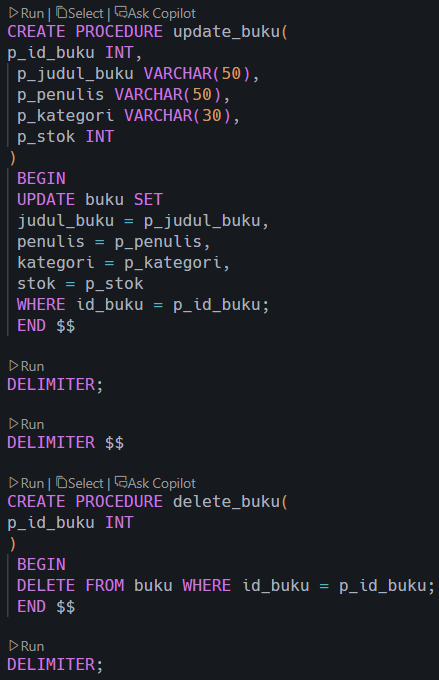 Run | Select | Ask Copilot
CREATE PROCEDURE update_buku(
p_id_buku INT,
p_judul_buku VARCHAR(50),
p_penulis VARCHAR(50),
p_kategori VARCHAR(30),
p_stok INT
)
BEGIN
UPDATE buku SET
judul_buku = p_judul_buku,
penulis = p_penulis,
kategori = p_kategori,
stok = p_stok
WHERE id_buku = p_id_buku;
END $$
Run
DELIMITER;
Run
DELIMITER $$
Run | Select | Ask Copilot
CREATE PROCEDURE delete_buku(
p_id_buku INT
)
BEGIN
DELETE FROM buku WHERE id_buku = p_id_buku;
END $$
Run
DELIMITER;